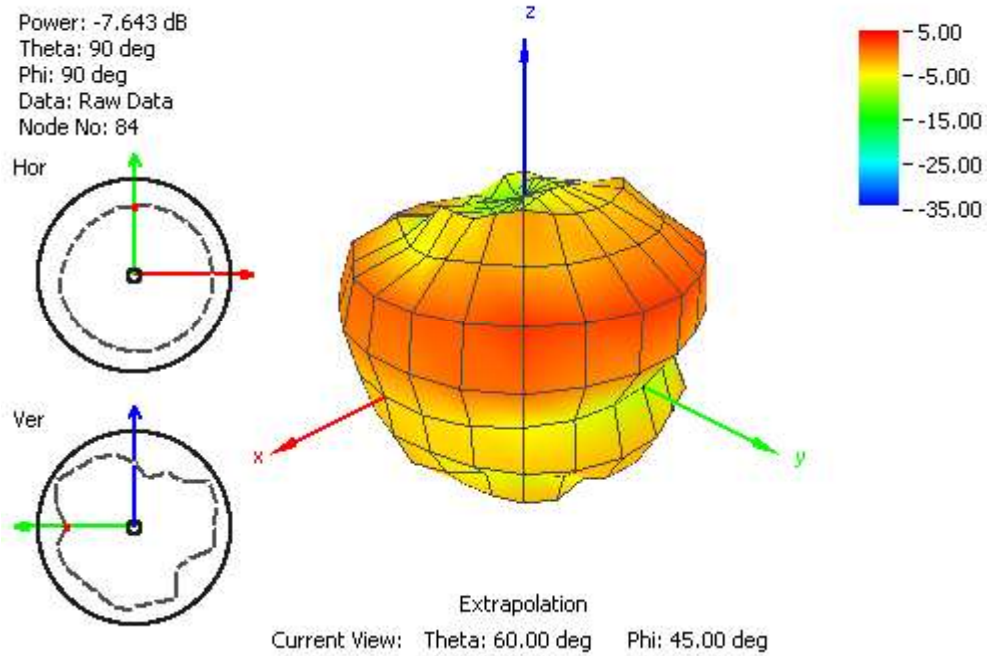 Power: -7.643 dB
Theta: 90 deg
Phi: 90 deg
Data: Raw Data
Node No: 84
Hor
Ver
z
x
y
5.00
-5.00
-15.00
-25.00
-35.00
Extrapolation
Current View: Theta: 60.00 deg Phi: 45.00 deg